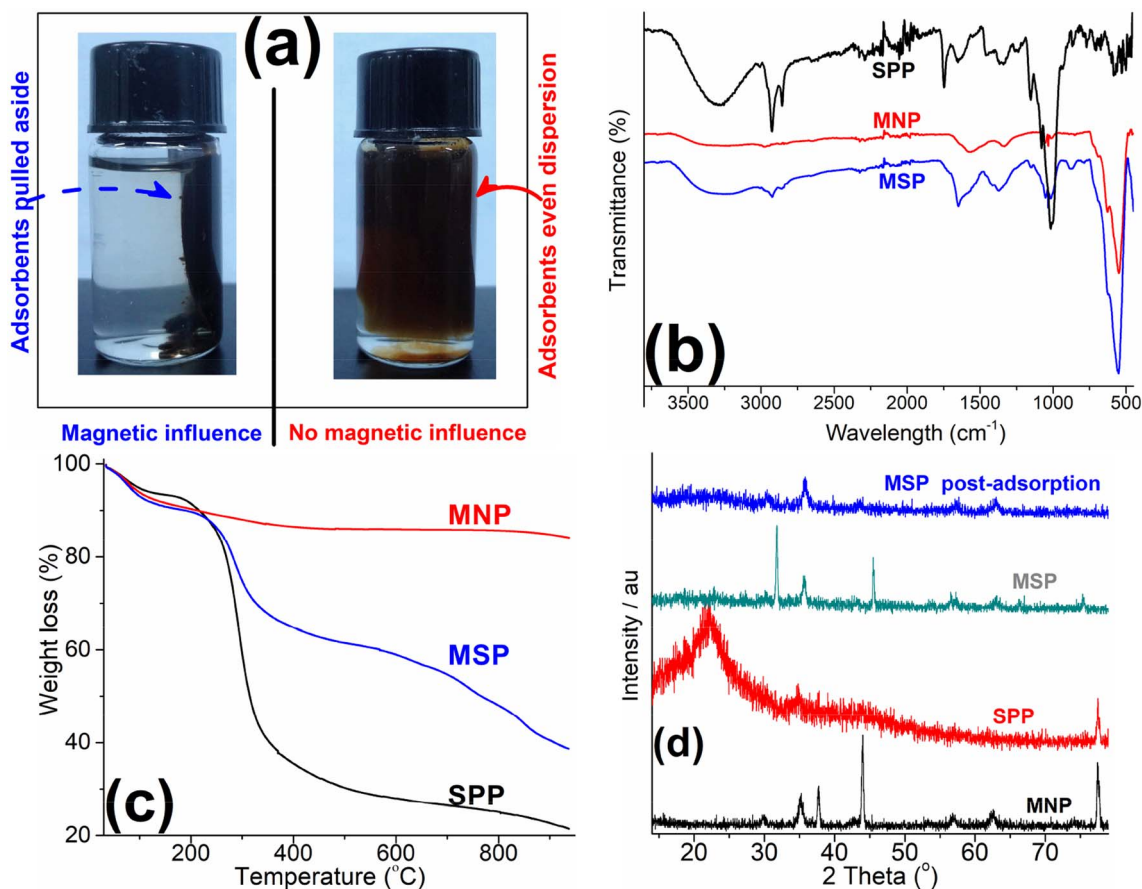 (a)
Adsorbents pulled aside
Adsorbents even dispersion
Magnetic influence
No magnetic influence
(b)
Transmittance (%)
SPP
MNP
MSP
3500 3000 2500 2000 1500 1000 500
Wavelength (cm⁻¹)
(c)
Weight loss (%)
100
80
60
40
20
MNP
MSP
SPP
200 400 600 800
Temperature (°C)
(d)
Intensity / au
MSP post-adsorption
MSP
SPP
MNP
20 30 40 50 60 70
2 Theta (°)